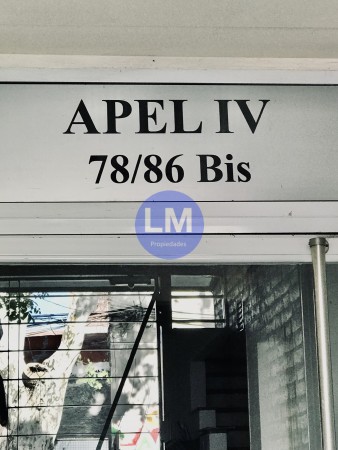 APEL IV
78/86 Bis
LM
Propiedades